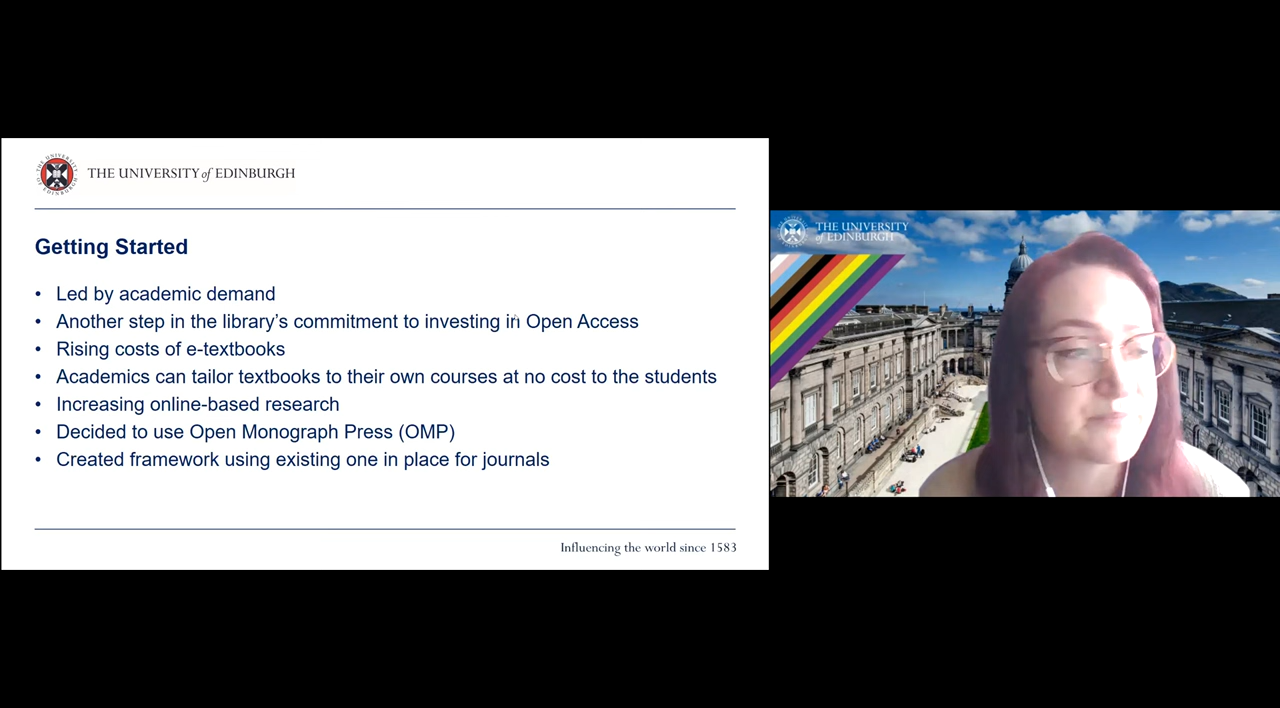 THE UNIVERSITY of EDINBURGH
Getting Started
• Led by academic demand
• Another step in the library's commitment to investing in Open Access
• Rising costs of e-textbooks
• Academics can tailor textbooks to their own courses at no cost to the students
• Increasing online-based research
• Decided to use Open Monograph Press (OMP)
• Created framework using existing one in place for journals
Influencing the world since 1583
THE UNIVERSITY
of EDINBURGH